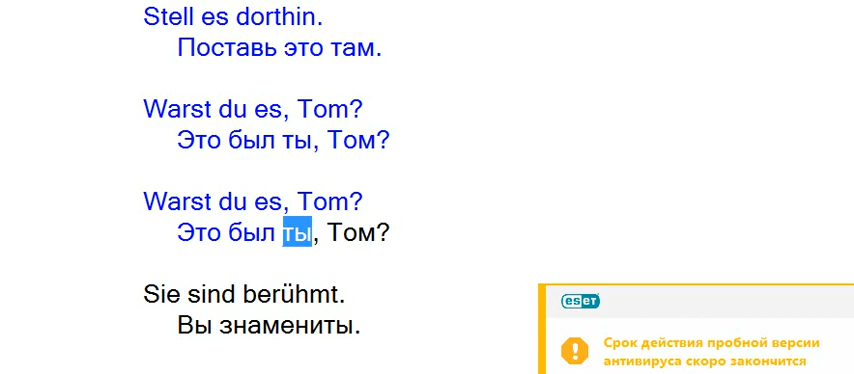 Stell es dorthin.
Поставь это там.
Warst du es, Tom?
Это был ты, Том?
Warst du es, Tom?
Это был ты, Том?
Sie sind berühmt.
Вы знамениты.
eset
Срок действия пробной версии
антивируса скоро закончится